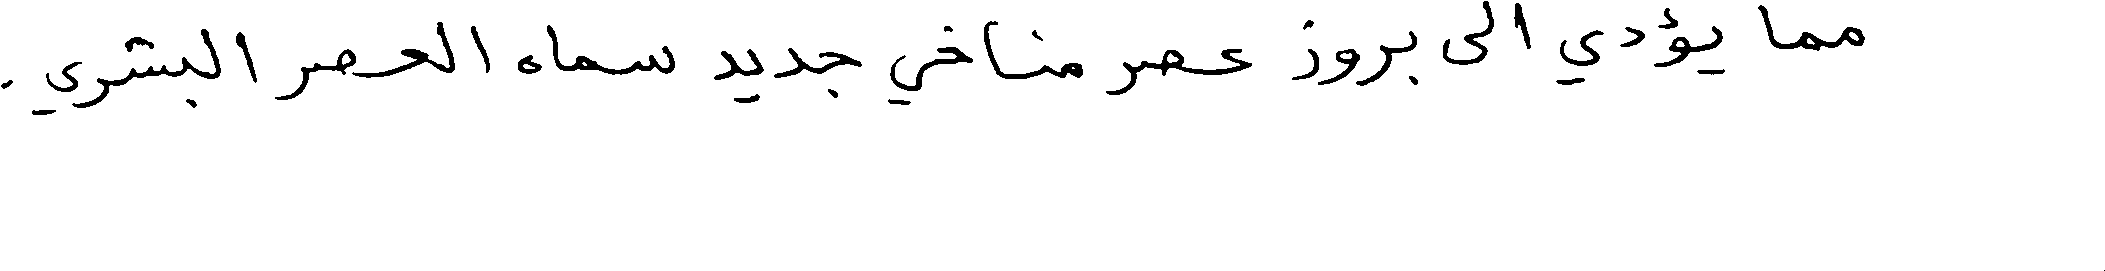 مما يؤدي الى بروز عصر مناخي جديد سماه العصر البشري.